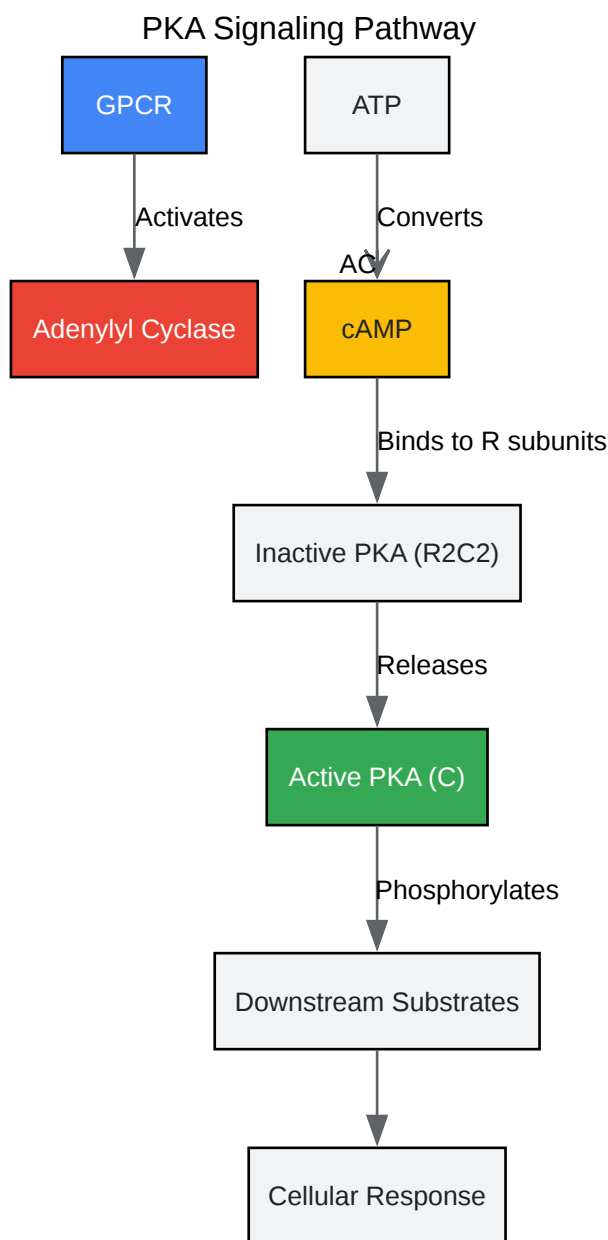 PKA Signaling Pathway
GPCR
ATP
Activates
Converts
AC
Adenylyl Cyclase
cAMP
Binds to R subunits
Inactive PKA (R2C2)
Releases
Active PKA (C)
Phosphorylates
Downstream Substrates
Cellular Response